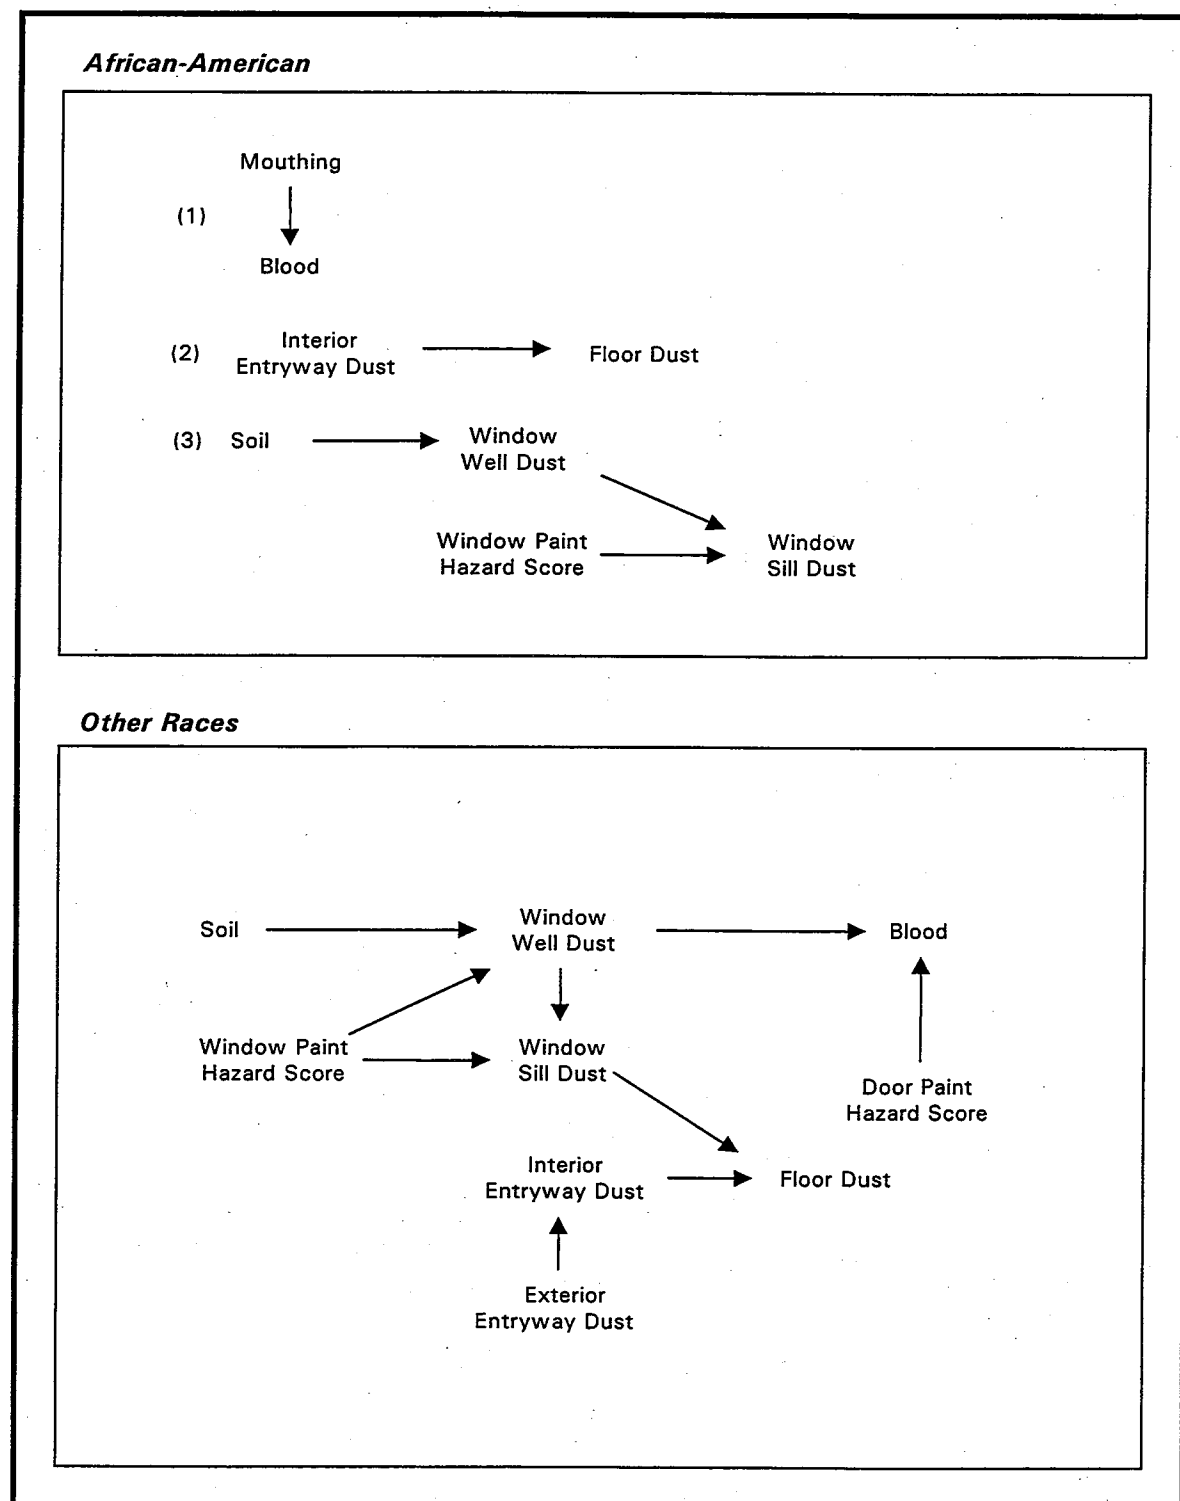 African-American
Mouthing
(1)
Blood
(2) Interior
Entryway Dust
Floor Dust
(3) Soil
Window
Well Dust
Window Paint
Hazard Score
Window
Sill Dust
Other Races
Soil
Window
Well Dust
Blood
Window Paint
Hazard Score
Window
Sill Dust
Door Paint
Hazard Score
Interior
Entryway Dust
Floor Dust
Exterior
Entryway Dust